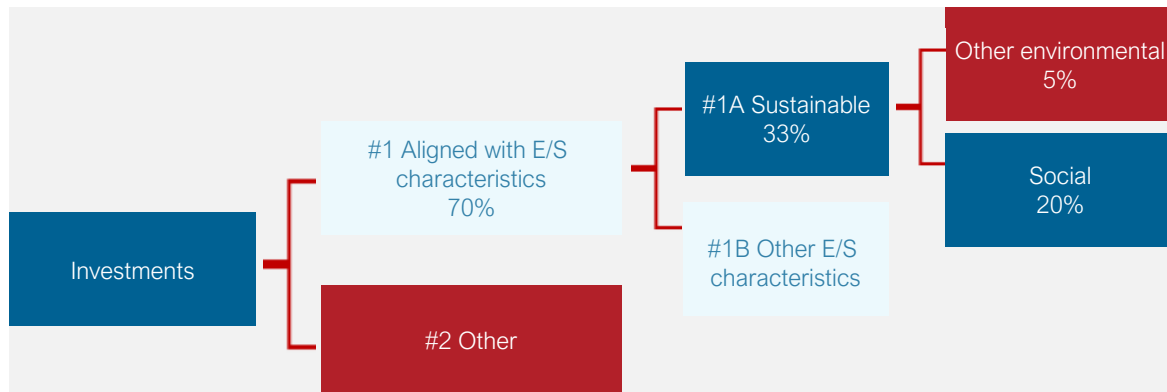 Investments
#1 Aligned with E/S
characteristics
70%
#2 Other
#1A Sustainable
33%
#1B Other E/S
characteristics
Other environmental
5%
Social
20%